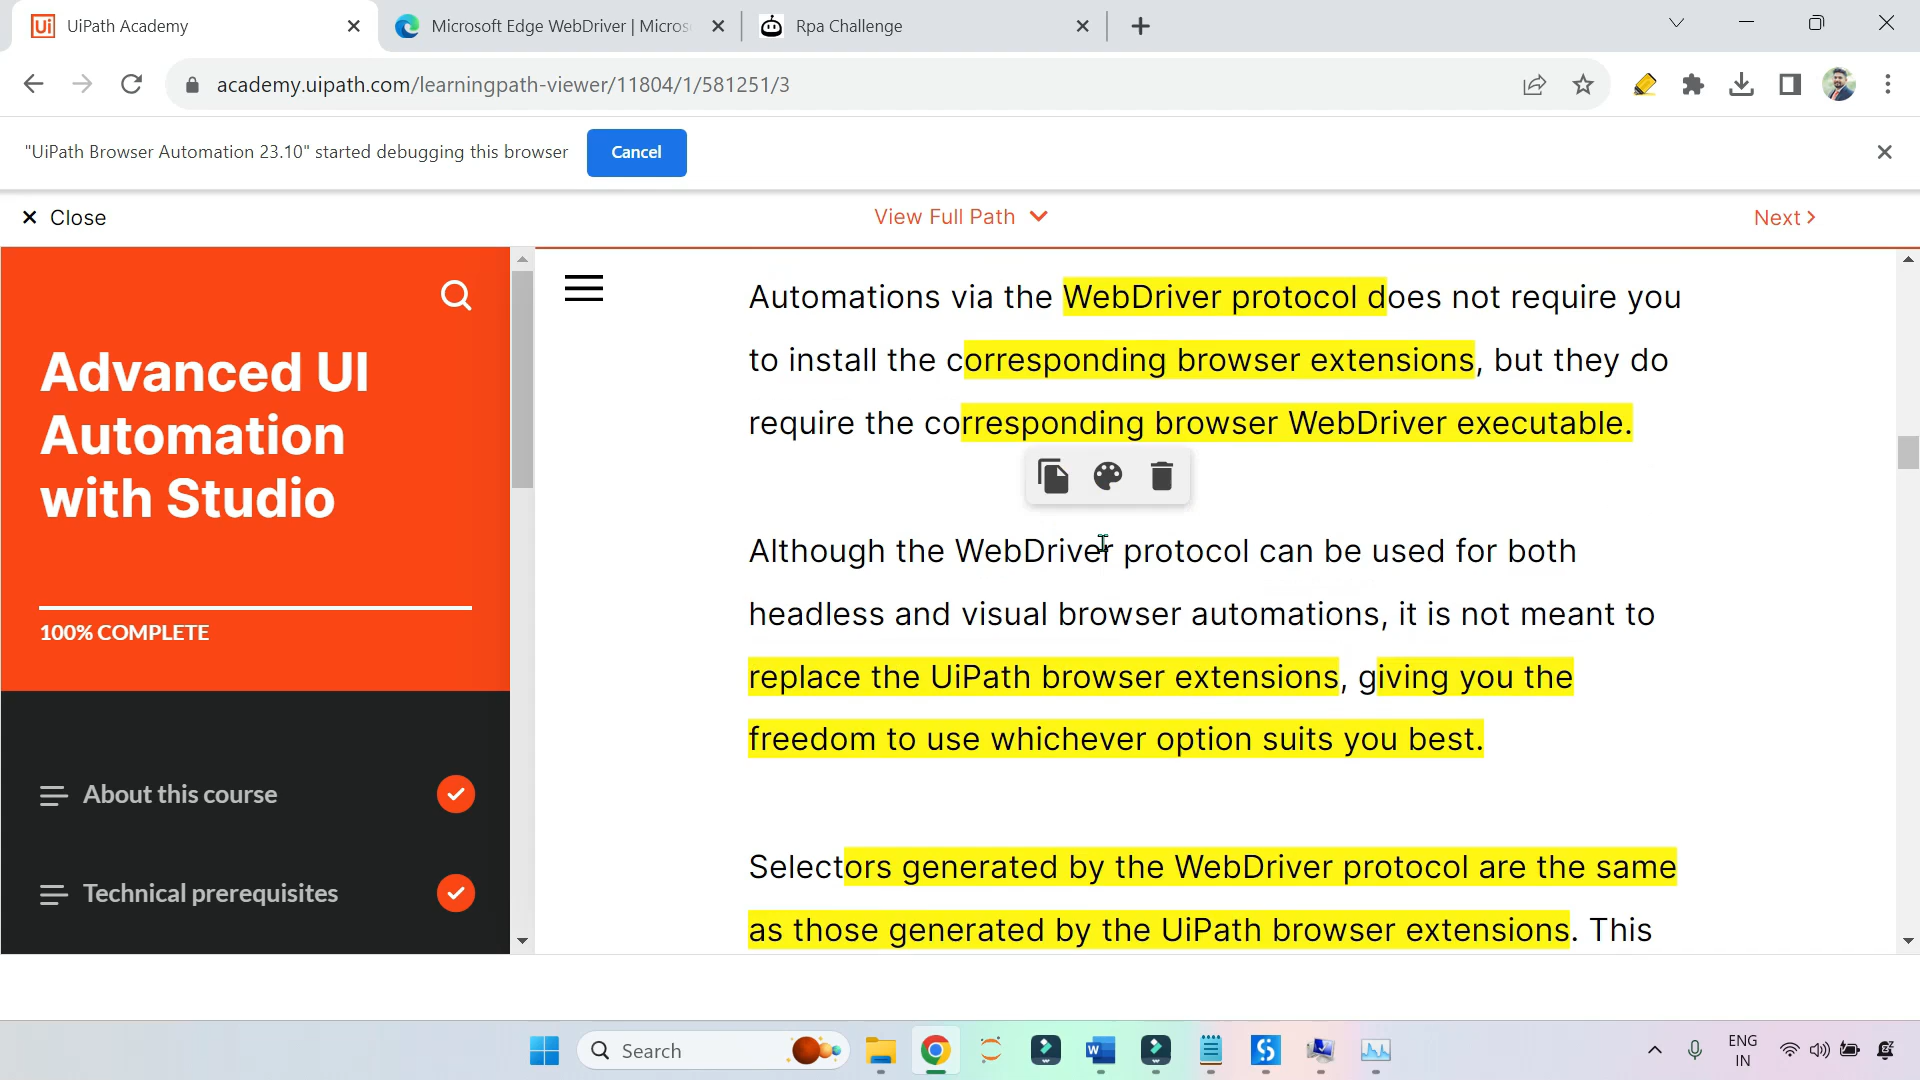 UiPath Academy
Microsoft Edge WebDriver | Micros
Rpa Challenge
academy.uipath.com/learningpath-viewer/11804/1/581251/3
"UiPath Browser Automation 23.10" started debugging this browser
Cancel
Close
View Full Path
Next
Advanced UI
Automation
with Studio
100% COMPLETE
About this course
Technical prerequisites
Automations via the WebDriver protocol does not require you
to install the corresponding browser extensions, but they do
require the corresponding browser WebDriver executable.
Although the WebDriver protocol can be used for both
headless and visual browser automations, it is not meant to
replace the UiPath browser extensions, giving you the
freedom to use whichever option suits you best.
Selectors generated by the WebDriver protocol are the same
as those generated by the UiPath browser extensions. This
Search
ENG
IN